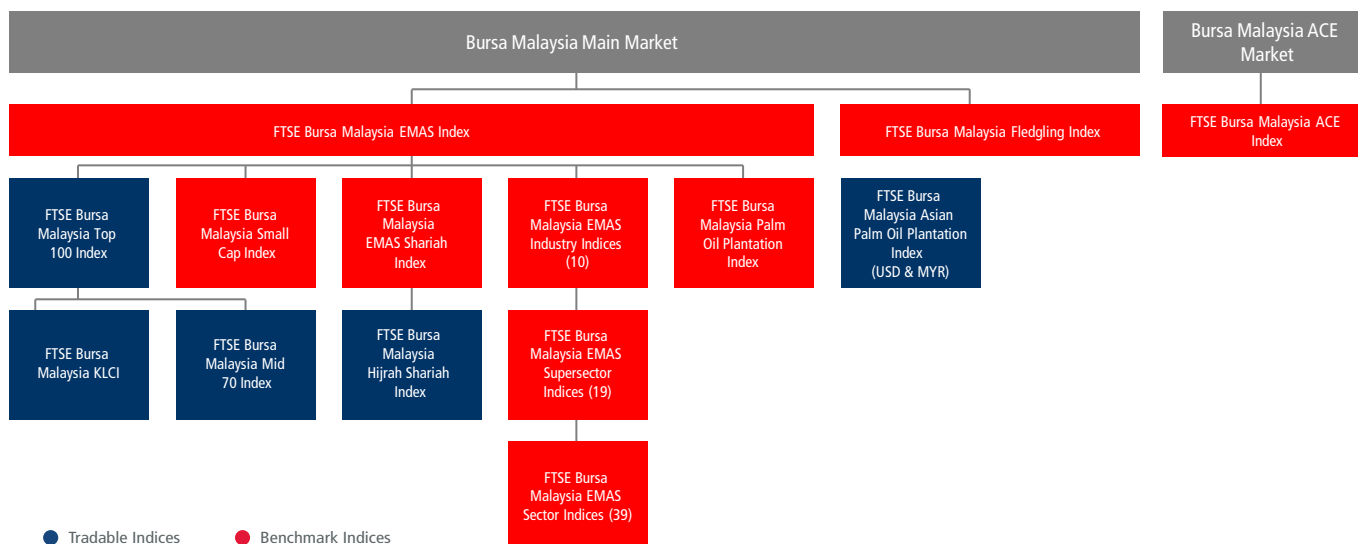 Bursa Malaysia Main Market
Bursa Malaysia ACE
Market
FTSE Bursa Malaysia EMAS Index
FTSE Bursa Malaysia Fledgling Index
FTSE Bursa Malaysia ACE
Index
FTSE Bursa
Malaysia Top
100 Index
FTSE Bursa
Malaysia Small
Cap Index
FTSE Bursa
Malaysia
EMAS Shariah
Index
FTSE Bursa
Malaysia EMAS
Industry Indices
(10)
FTSE Bursa
Malaysia Palm
Oil Plantation
Index
FTSE Bursa
Malaysia Asian
Palm Oil Plantation
Index
(USD & MYR)
FTSE Bursa
Malaysia KLCI
FTSE Bursa
Malaysia Mid
70 Index
FTSE Bursa
Malaysia
Hijrah Shariah
Index
FTSE Bursa
Malaysia EMAS
Supersector
Indices (19)
FTSE Bursa
Malaysia EMAS
Sector Indices (39)
Tradable Indices
Benchmark Indices